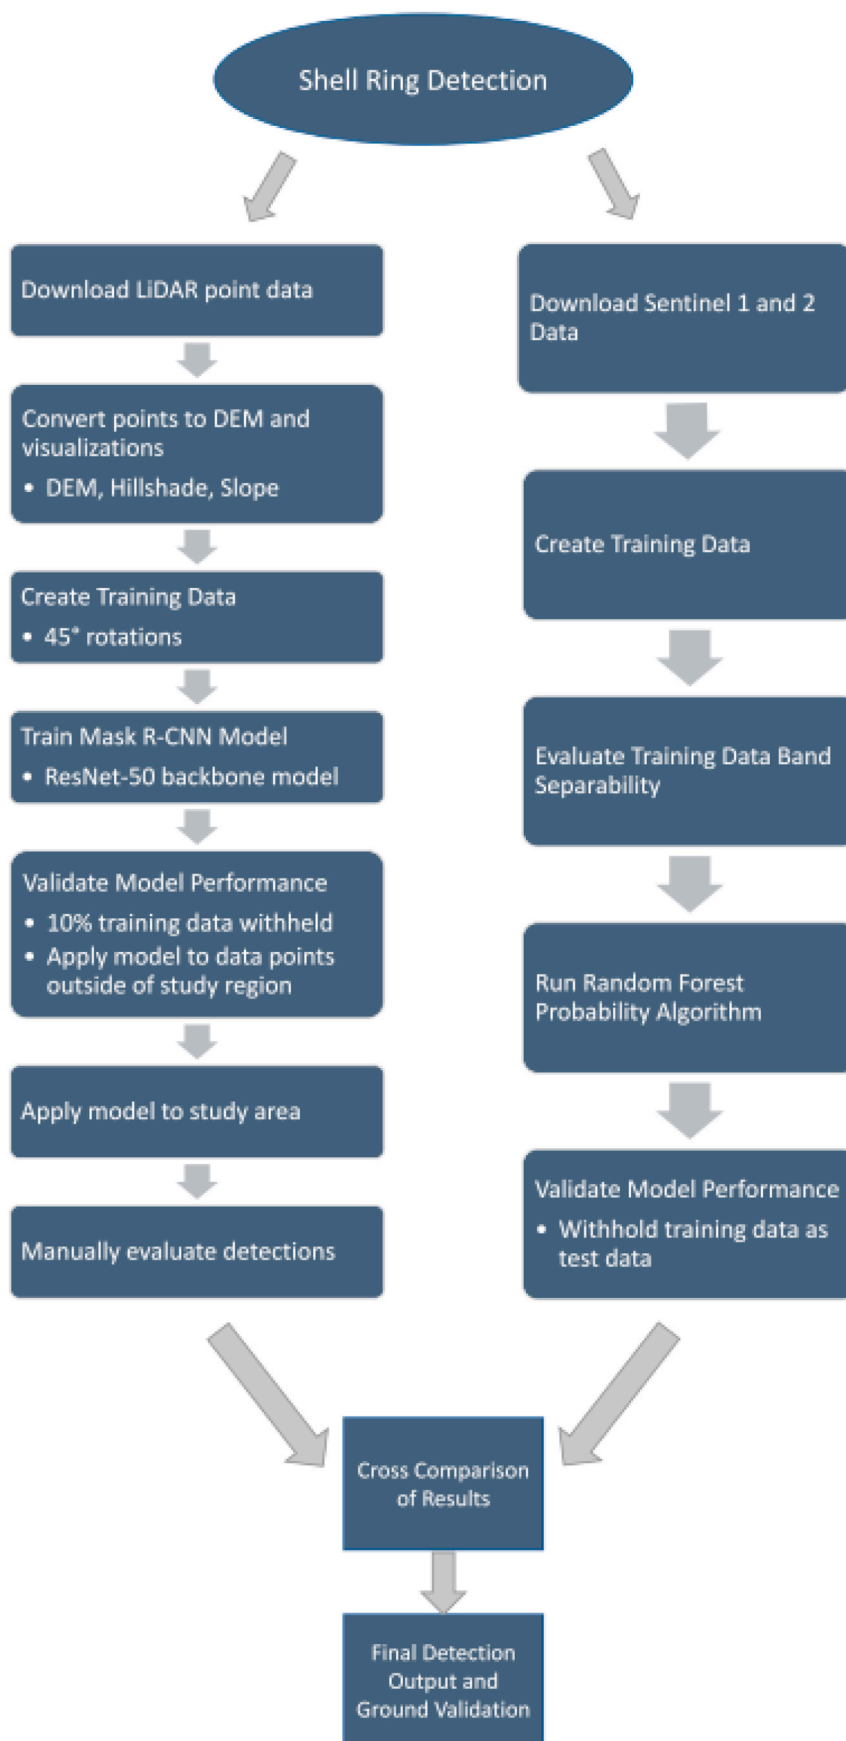 Shell Ring Detection
Download LiDAR point data
Convert points to DEM and
visualizations
• DEM, Hillshade, Slope
Create Training Data
• 45° rotations
Train Mask R-CNN Model
• ResNet-50 backbone model
Validate Model Performance
• 10% training data withheld
• Apply model to data points
outside of study region
Apply model to study area
Manually evaluate detections
Download Sentinel 1 and 2
Data
Create Training Data
Evaluate Training Data Band
Separability
Run Random Forest
Probability Algorithm
Validate Model Performance
• Withhold training data as
test data
Cross Comparison
of Results
Final Detection
Output and
Ground Validation